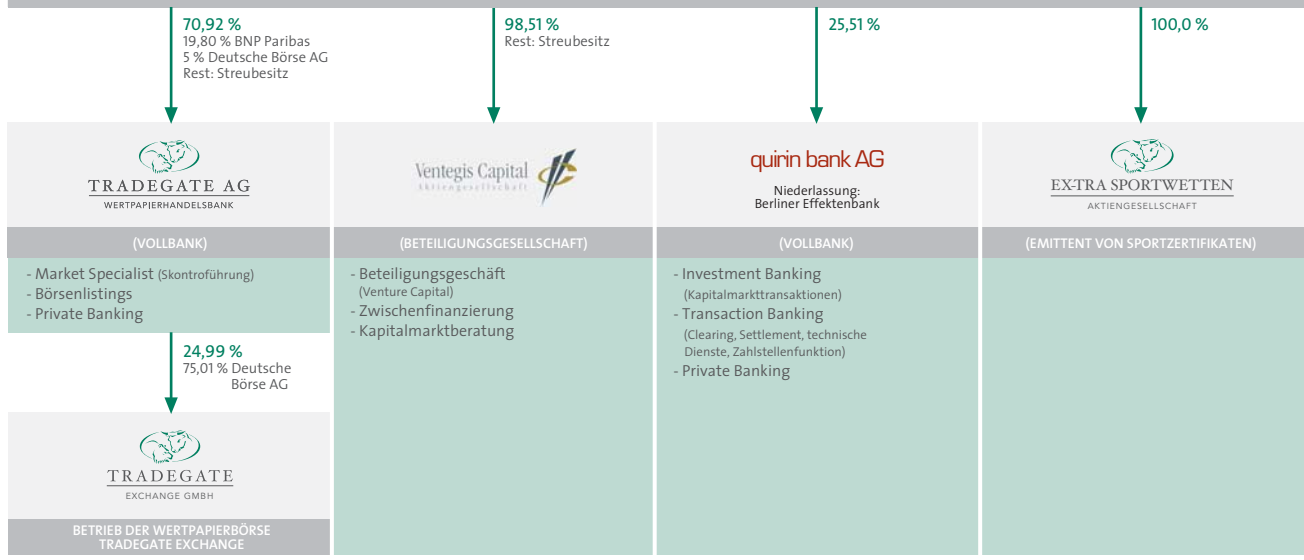 70,92 %
19,80 % BNP Paribas
5 % Deutsche Börse AG
Rest: Streubesitz
98,51 %
Rest: Streubesitz
25,51 %
100,0 %
TRADEGATE AG
WERTPAPIERHANDELSBANK
(VOLLBANK)
- Market Specialist (Skontroführung)
- Börsenlistings
- Private Banking
24,99 %
75,01 % Deutsche
Börse AG
TRADEGATE
EXCHANGE GMBH
BETRIEB DER WERTPAPIERBÖRSE
TRADEGATE EXCHANGE
Ventegis Capital
Aktiengesellschaft
(BETEILIGUNGSGESELLSCHAFT)
- Beteiligungsgeschäft
(Venture Capital)
- Zwischenfinanzierung
- Kapitalmarktberatung
quirin bank AG
Niederlassung:
Berliner Effektenbank
(VOLLBANK)
- Investment Banking
(Kapitalmarkttransaktionen)
- Transaction Banking
(Clearing, Settlement, technische
Dienste, Zahlstellenfunktion)
- Private Banking
EX-TRA SPORTWETTEN
AKTIENGESELLSCHAFT
(EMITTENT VON SPORTZERTIFIKATEN)